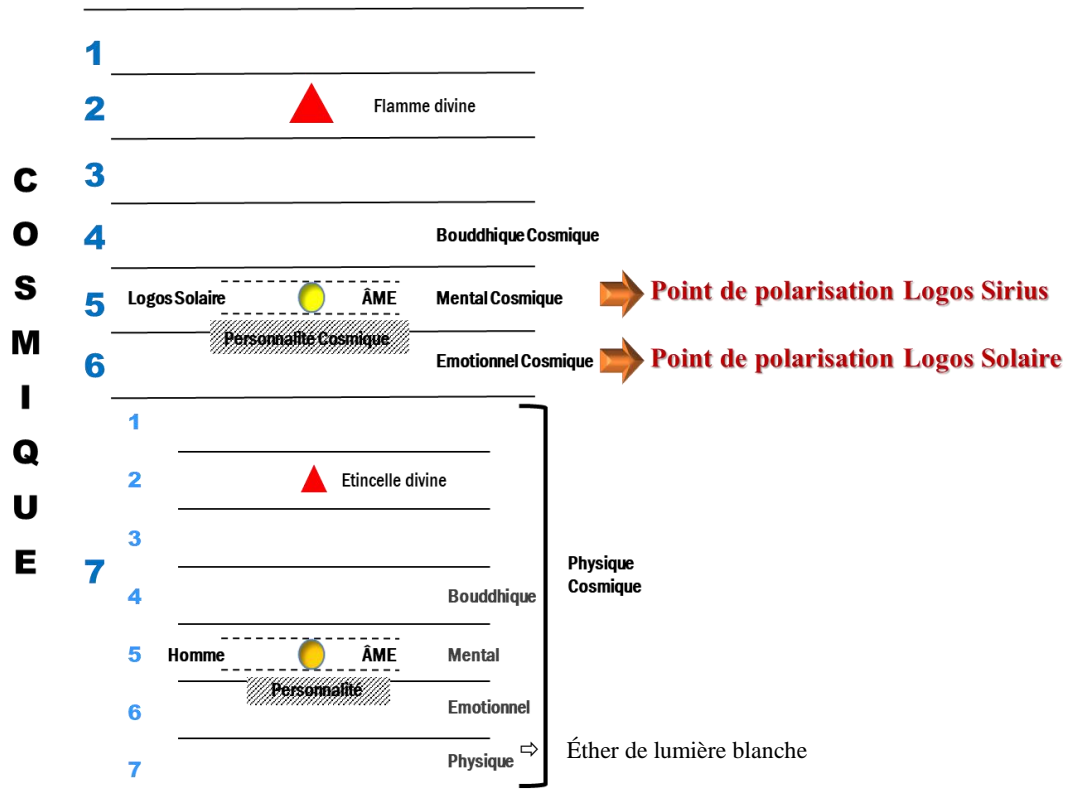 1
2 Flamme divine
3
4 Bouddhique Cosmique
5 Logos Solaire ÂME Mental Cosmique Point de polarisation Logos Sirius
Personnalité Cosmique
6 Emotionnel Cosmique Point de polarisation Logos Solaire
COSMIQUE
7
1
2 Etincelle divine
3
Physique
Cosmique
4 Bouddhique
5 Homme ÂME Mental
Personnalité
6 Emotionnel
7 Physique ⇨ Éther de lumière blanche